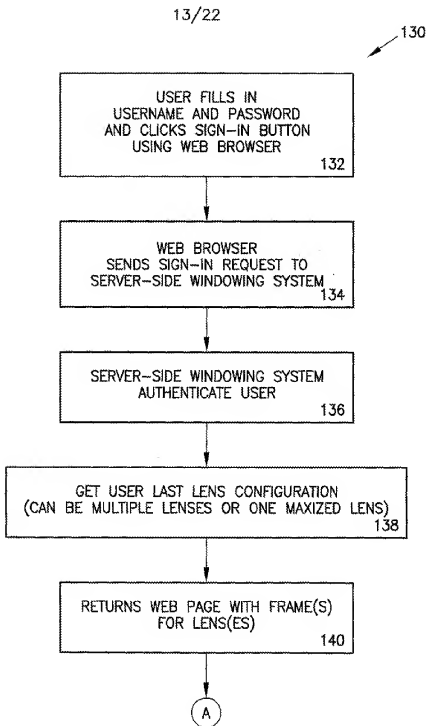 13/22
130
USER FILLS IN
USERNAME AND PASSWORD
AND CLICKS SIGN-IN BUTTON
USING WEB BROWSER
132
WEB BROWSER
SENDS SIGN-IN REQUEST TO
SERVER-SIDE WINDOWING SYSTEM
134
SERVER-SIDE WINDOWING SYSTEM
AUTHENTICATE USER
136
GET USER LAST LENS CONFIGURATION
(CAN BE MULTIPLE LENSES OR ONE MAXIZED LENS)
138
RETURNS WEB PAGE WITH FRAME(S)
FOR LENS(ES)
140
A